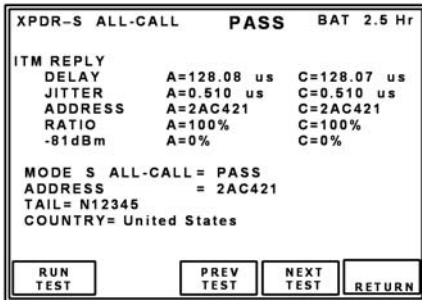 XPDR-S ALL-CALL PASS BAT 2.5 Hr
ITM REPLY
DELAY A=128.08 us C=128.07 us
JITTER A=0.510 us C=0.510 us
ADDRESS A=2AC421 C=2AC421
RATIO A=100% C=100%
-81dBm A=0% C=0%
MODE S ALL-CALL= PASS
ADDRESS = 2AC421
TAIL= N12345
COUNTRY= United States
RUN TEST PREV TEST NEXT TEST RETURN